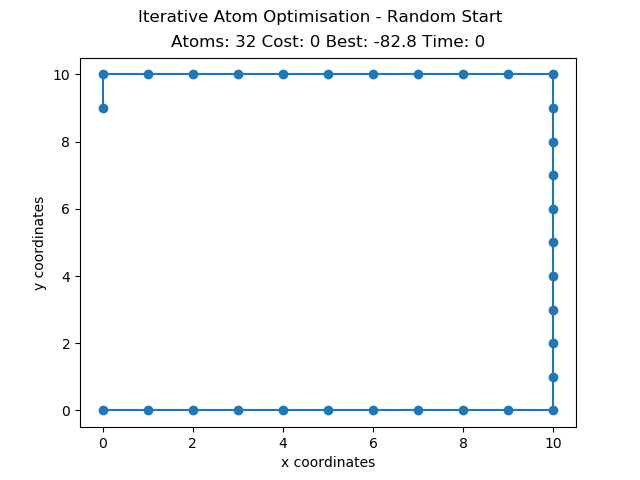 Iterative Atom Optimisation - Random Start
Atoms: 32 Cost: 0 Best: -82.8 Time: 0
10
8
6
4
2
0
y coordinates
0 2 4 6 8 10
x coordinates